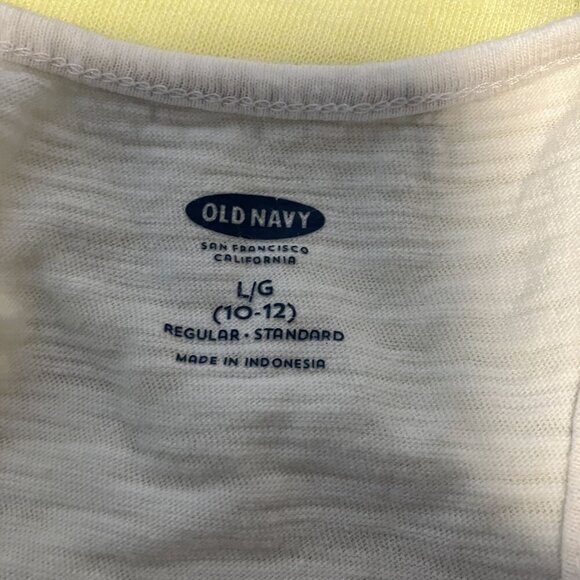 OLD NAVY
SAN FRANCISCO
CALIFORNIA
L/G
(10-12)
REGULAR • STANDARD
MADE IN INDONESIA